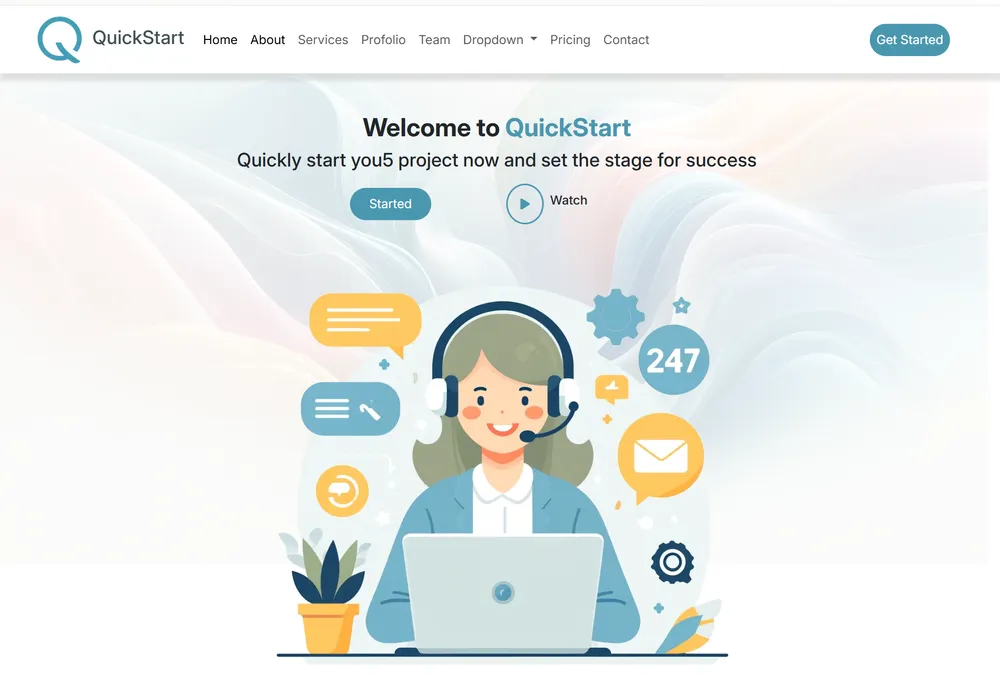 QuickStart Home About Services Profolio Team Dropdown Pricing Contact Get Started
Welcome to QuickStart
Quickly start you5 project now and set the stage for success
Started Watch
247